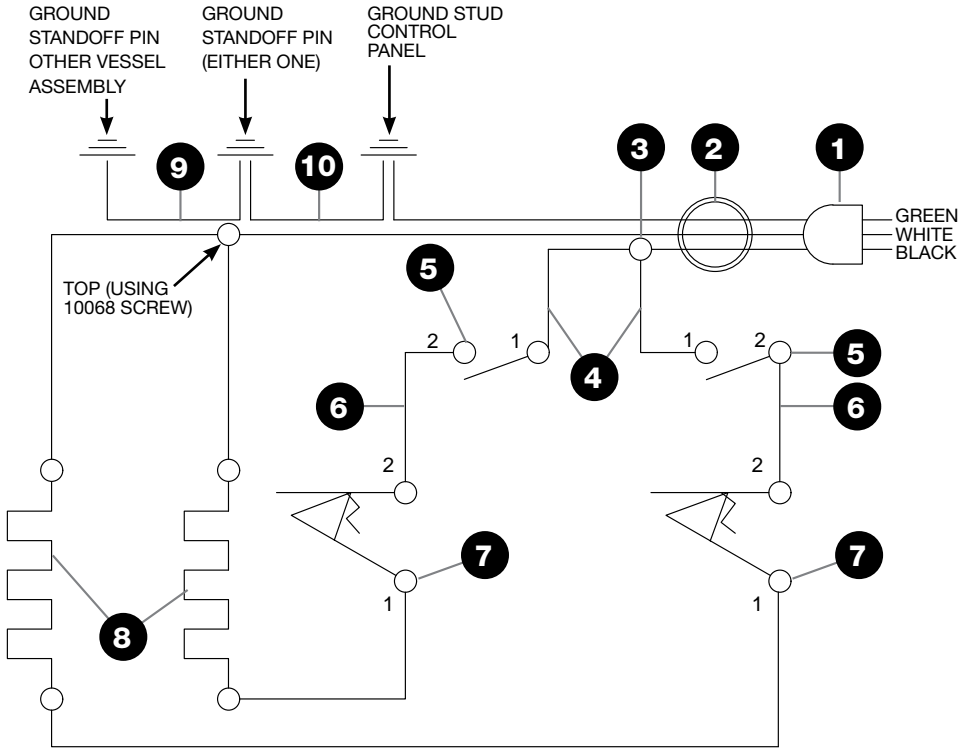 GROUND
STANDOFF PIN
OTHER VESSEL
ASSEMBLY
GROUND
STANDOFF PIN
(EITHER ONE)
GROUND STUD
CONTROL
PANEL
9
10
3
2
1
GREEN
WHITE
BLACK
TOP (USING
10068 SCREW)
5
2
1
4
1
2
5
6
6
2
2
7
7
1
1
8